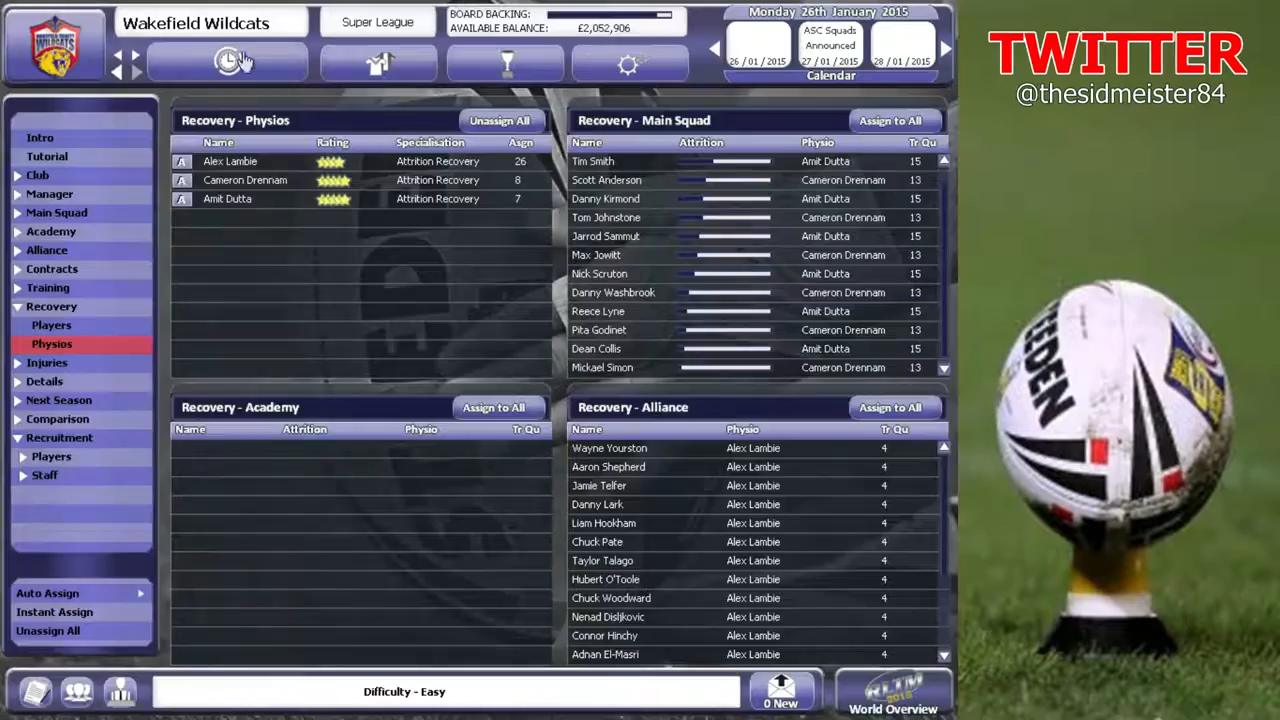 Wakefield Wildcats
Super League
BOARD BACKING:
AVAILABLE BALANCE: £2,052,906
Monday 26th January 2015
26/01/2015
ASC Squads
Announced
27/01/2015
28/01/2015
Calendar
TWITTER
@thesidmeister84
Intro
Tutorial
Club
Manager
Main Squad
Academy
Alliance
Contracts
Training
Recovery
Players
Physios
Injuries
Details
Next Season
Comparison
Recruitment
Players
Staff
Auto Assign
Instant Assign
Unassign All
Recovery - Physios Unassign All
Name Rating Specialisation Asgn
A Alex Lambie Attrition Recovery 26
A Cameron Drennam Attrition Recovery 8
A Amit Dutta Attrition Recovery 7
Recovery - Main Squad Assign to All
Name Attrition Physio Tr Qu
Tim Smith Amit Dutta 15
Scott Anderson Cameron Drennam 13
Danny Kirmond Amit Dutta 15
Tom Johnstone Cameron Drennam 13
Jarrod Sammut Amit Dutta 15
Max Jowitt Cameron Drennam 13
Nick Scruton Amit Dutta 15
Danny Washbrook Cameron Drennam 13
Reece Lyne Amit Dutta 15
Pita Godinet Cameron Drennam 13
Dean Collis Amit Dutta 15
Mickael Simon Cameron Drennam 13
Recovery - Academy Assign to All
Name Attrition Physio Tr Qu
Recovery - Alliance Assign to All
Name Physio Tr Qu
Wayne Yourston Alex Lambie 4
Aaron Shepherd Alex Lambie 4
Jamie Telfer Alex Lambie 4
Danny Lark Alex Lambie 4
Liam Hookham Alex Lambie 4
Chuck Pate Alex Lambie 4
Taylor Talago Alex Lambie 4
Hubert O'Toole Alex Lambie 4
Chuck Woodward Alex Lambie 4
Nenad Disljkovic Alex Lambie 4
Connor Hinchy Alex Lambie 4
Adnan El-Masri Alex Lambie 4
Difficulty - Easy
0 New
RLTM
2015
World Overview